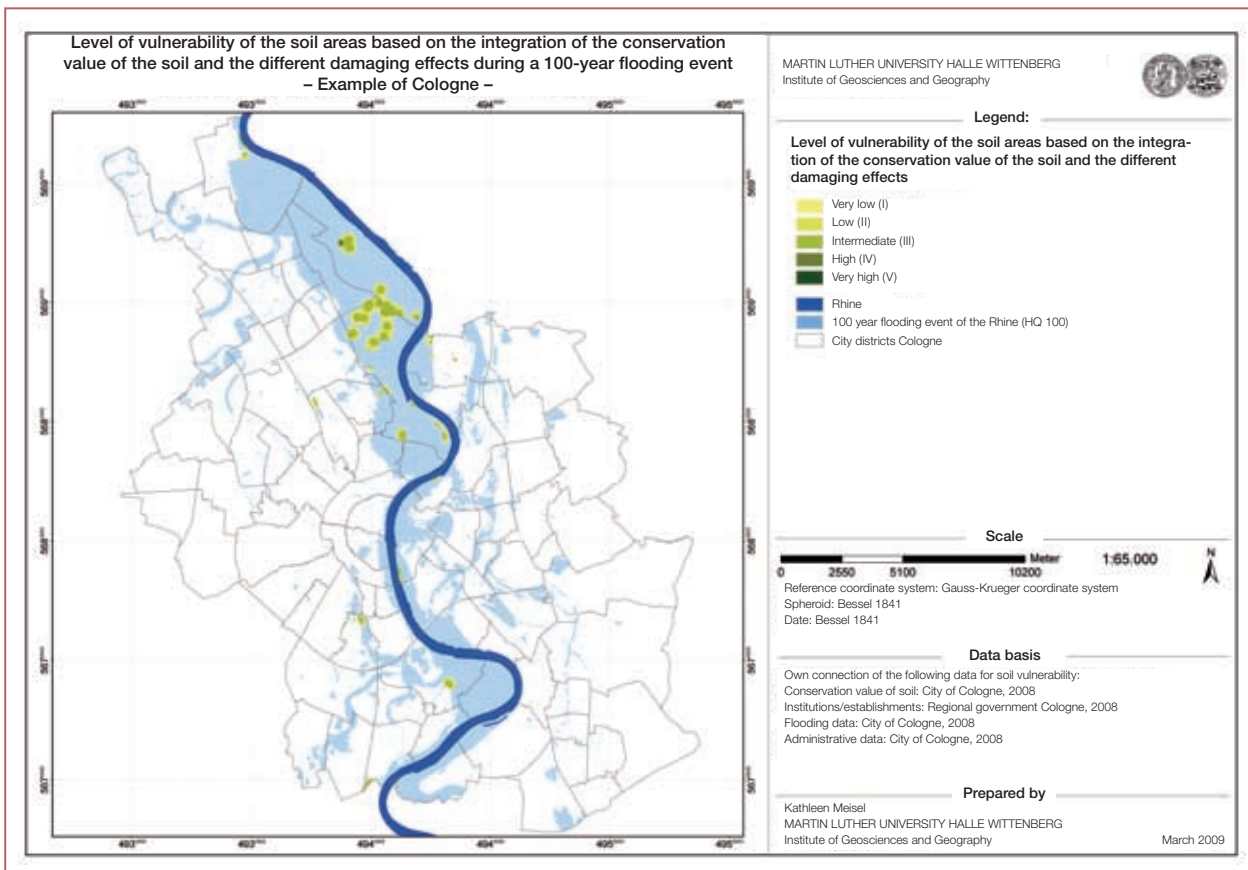 Level of vulnerability of the soil areas based on the integration of the conservation
value of the soil and the different damaging effects during a 100-year flooding event
– Example of Cologne –
MARTIN LUTHER UNIVERSITY HALLE WITTENBERG
Institute of Geosciences and Geography
Legend:
Level of vulnerability of the soil areas based on the integra-
tion of the conservation value of the soil and the different
damaging effects
Very low (I)
Low (II)
Intermediate (III)
High (IV)
Very high (V)
Rhine
100 year flooding event of the Rhine (HQ 100)
City districts Cologne
Scale
Meter
1:65.000
N
0 2550 5100 10200
Reference coordinate system: Gauss-Krueger coordinate system
Spheroid: Bessel 1841
Date: Bessel 1841
Data basis
Own connection of the following data for soil vulnerability:
Conservation value of soil: City of Cologne, 2008
Institutions/establishments: Regional government Cologne, 2008
Flooding data: City of Cologne, 2008
Administrative data: City of Cologne, 2008
Prepared by
Kathleen Meisel
MARTIN LUTHER UNIVERSITY HALLE WITTENBERG
Institute of Geosciences and Geography
March 2009